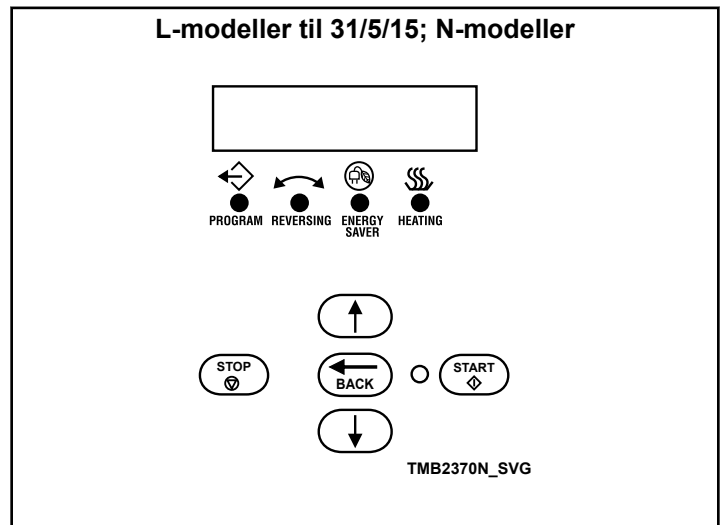 L-modeller til 31/5/15; N-modeller
PROGRAM REVERSING ENERGY SAVER HEATING
STOP
BACK
START
TMB2370N_SVG